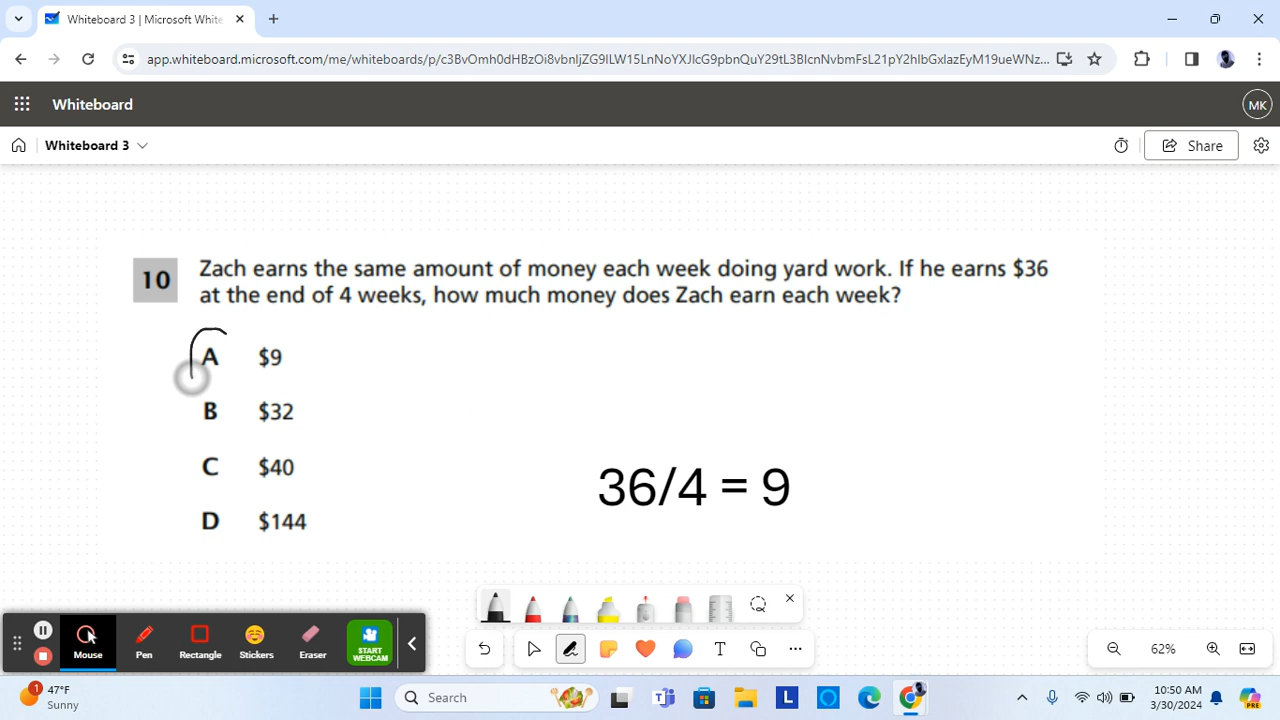 Whiteboard 3 | Microsoft White
app.whiteboard.microsoft.com/me/whiteboards/p/
Whiteboard
MK
Whiteboard 3
Share
10 Zach earns the same amount of money each week doing yard work. If he earns $36
at the end of 4 weeks, how much money does Zach earn each week?
A $9
B $32
C $40
D $144
36/4 = 9
Mouse
Pen
Rectangle
Stickers
Eraser
START
WEBCAM
T
62%
1
47°F
Sunny
Search
L
10:50 AM
3/30/2024
PRE